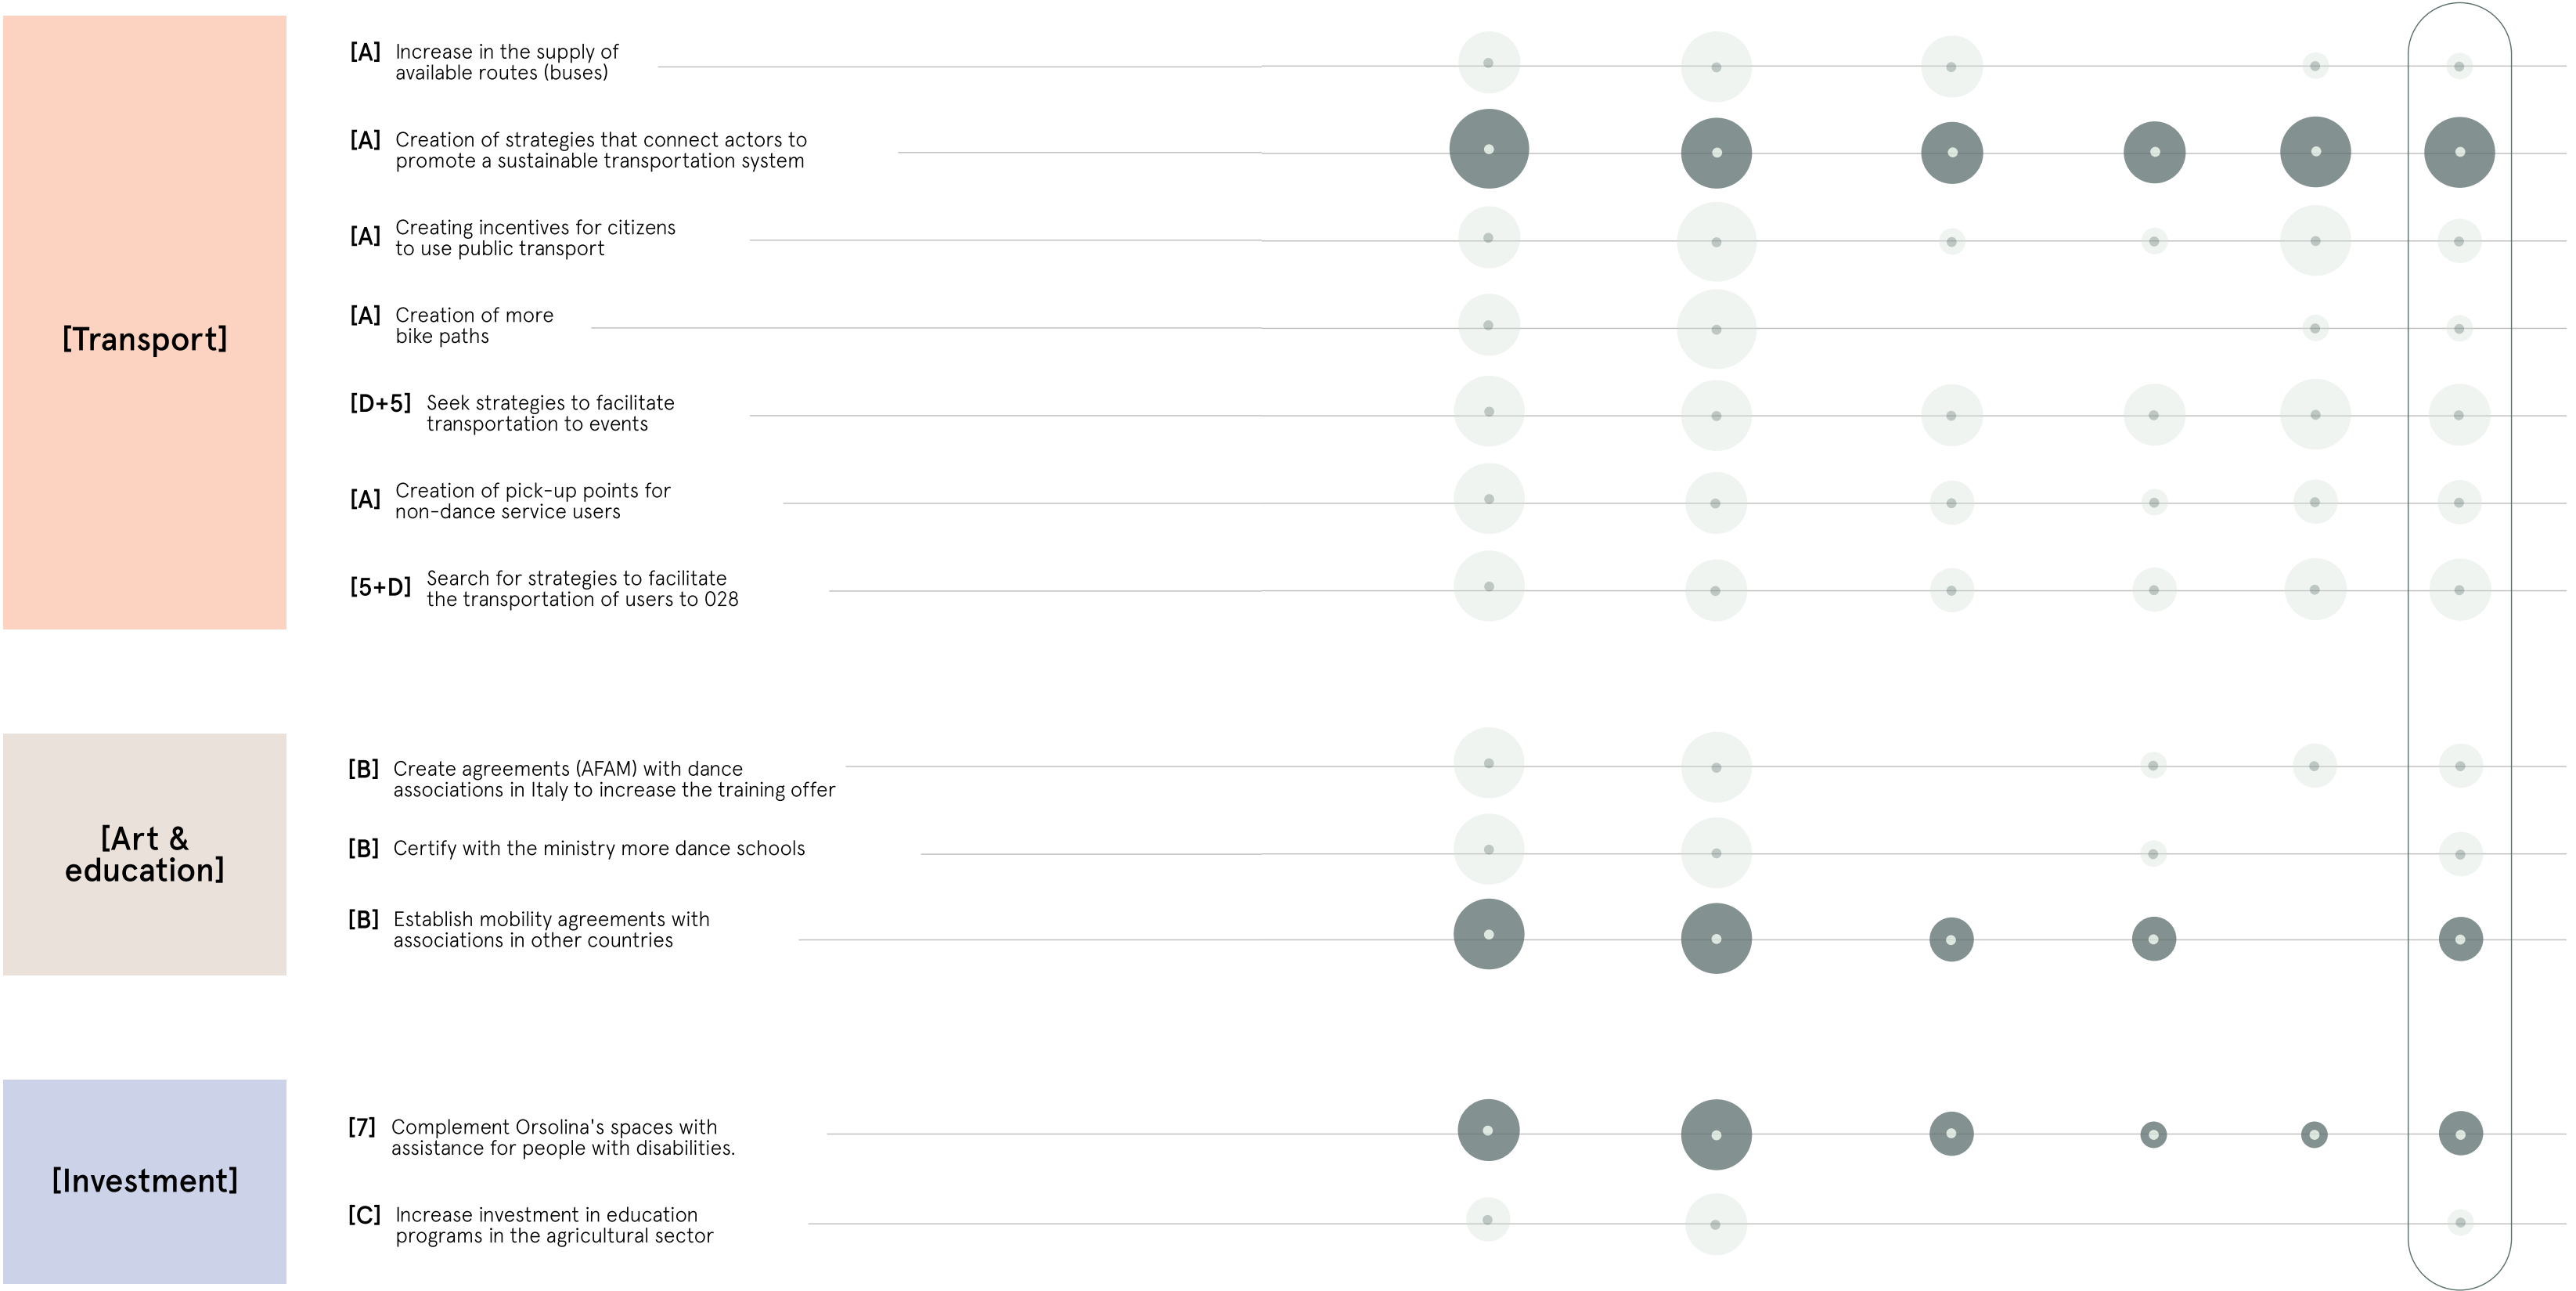 [Transport]
[A] Increase in the supply of
available routes (buses)
[A] Creation of strategies that connect actors to
promote a sustainable transportation system
[A] Creating incentives for citizens
to use public transport
[A] Creation of more
bike paths
[D+5] Seek strategies to facilitate
transportation to events
[A] Creation of pick-up points for
non-dance service users
[5+D] Search for strategies to facilitate
the transportation of users to 028
[Art &
education]
[B] Create agreements (AFAM) with dance
associations in Italy to increase the training offer
[B] Certify with the ministry more dance schools
[B] Establish mobility agreements with
associations in other countries
[Investment]
[7] Complement Orsolina's spaces with
assistance for people with disabilities.
[C] Increase investment in education
programs in the agricultural sector